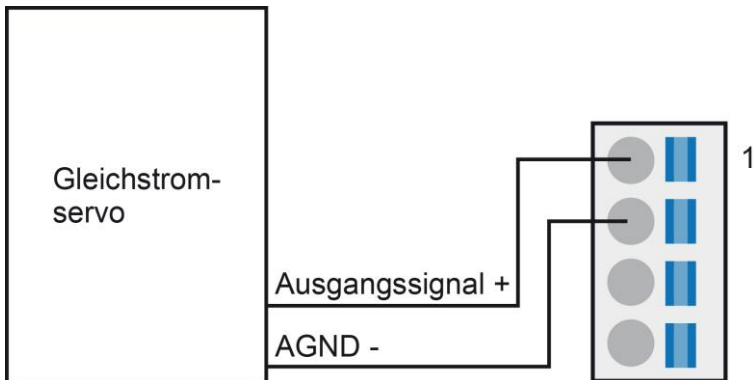 Gleichstrom-
servo
1
Ausgangssignal +
AGND -